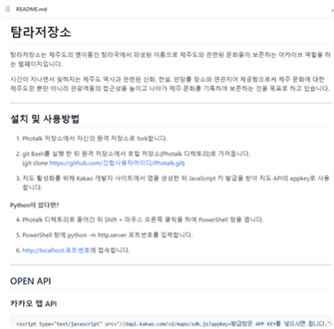 README.md
탐라저장소
탐라저장소는 제주도의 옛이름인 탐라국에서 파생된 이름으로 제주도와 관련된 문화들이 보존하는 아카이브 역할을 하
는 웹페이지입니다.
시간이 지나면서 잊혀지는 제주도 역사과 관련된 신화, 전설, 민담를 장소와 연관지어 제공함으로써 제주 문화에 대한
제주도민 뿐만 아니라 관광객들의 접근성을 높이고 나아가 제주 문화를 기록하여 보존하는 것을 목표로 하고 있습니다.
설치 및 사용방법
1. Photalk 저장소에서 자신의 원격 저장소로 fork합니다.
2. git Bash를 실행 한 뒤 원격 저장소에서 로컬 저장소(Photalk 디렉토리)로 가져옵니다.
(git clone https://github.com/깃헙사용자아이디/Photalk.git)
3. 지도 활성화를 위해 Kakao 개발자 사이트에서 앱을 생성한 뒤 JavaScript 키 발급을 받아 지도 API의 appkey로 사용
합니다.
Python이 있다면?
4. Photalk 디렉토리로 들어간 뒤 Shift + 마우스 오른쪽 클릭을 하여 PowerShell 창을 엽니다.
5. PowerShell 창에 python -m http.server 포트번호를 입력합니다.
6. http://localhost:포트번호에 접속합니다.
OPEN API
카카오 맵 API
<script type="text/javascript" src="//dapi.kakao.com/v2/maps/sdk.js?appkey=발급받은 APP KEY를 넣으시면 됩니다.">